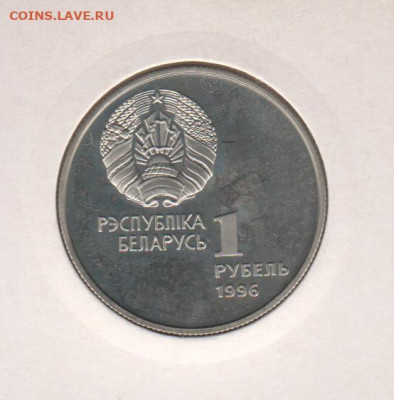 COINS.LAVE.RU
РЭСПУБЛІКА
БЕЛАРУСЬ
1
РУБЕЛЬ
1996